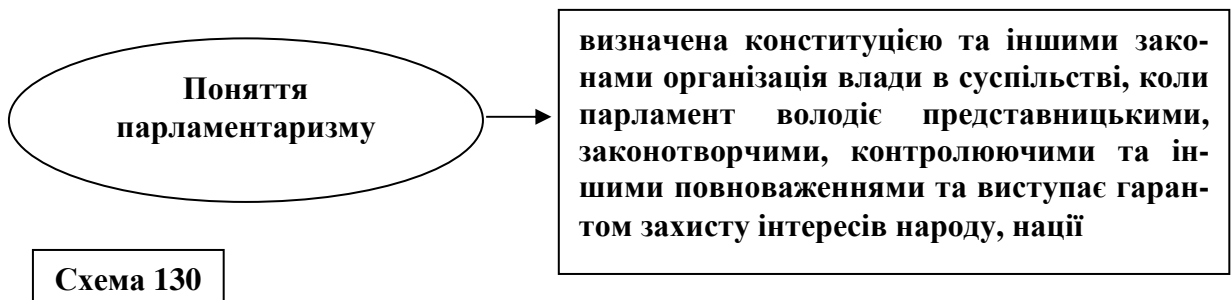 Поняття
парламентаризму
визначена конституцією та іншими зако-
нами організація влади в суспільстві, коли
парламент володіє представницькими,
законотворчими, контролюючими та ін-
шими повноваженнями та виступає гаран-
том захисту інтересів народу, нації
Схема 130